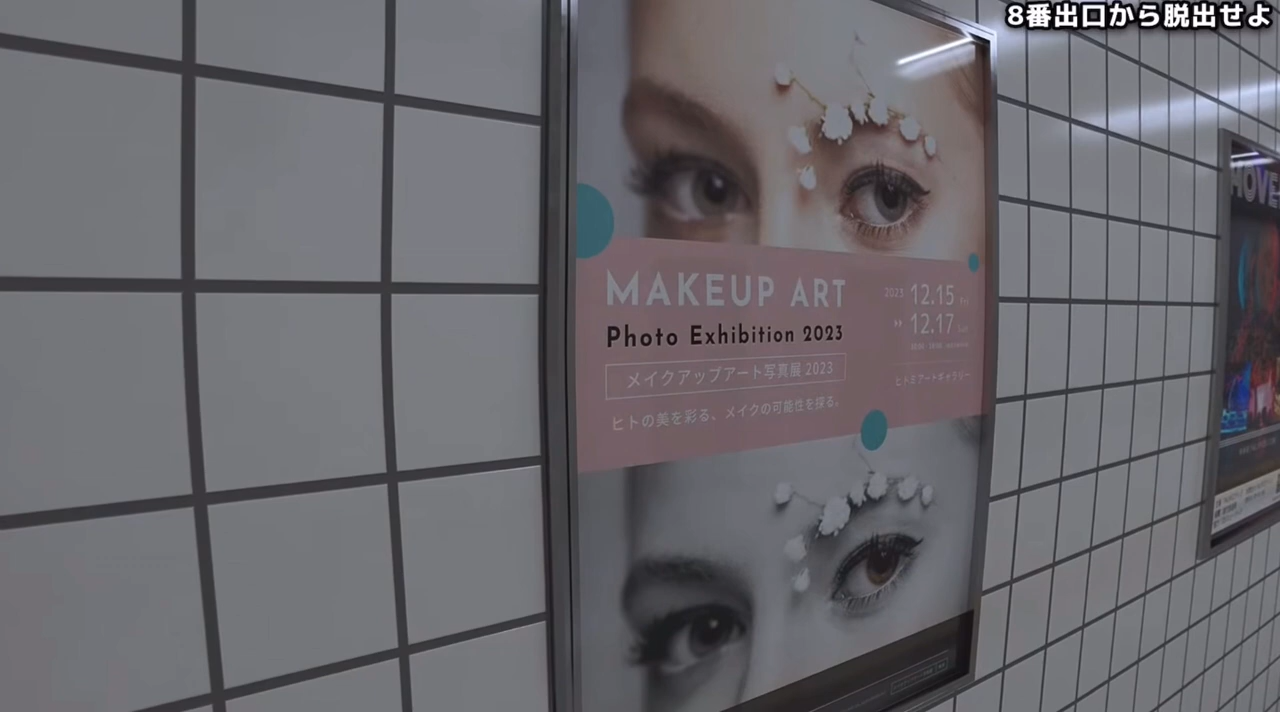 8番出口から脱出せよ
MAKEUP ART
Photo Exhibition 2023
メイクアップアート写真展 2023
ヒトの美を彩る、メイクの可能性を探る。
2023 12.15 Fri
12.17 Sun
ヒトミアートギャラリー
MOVE